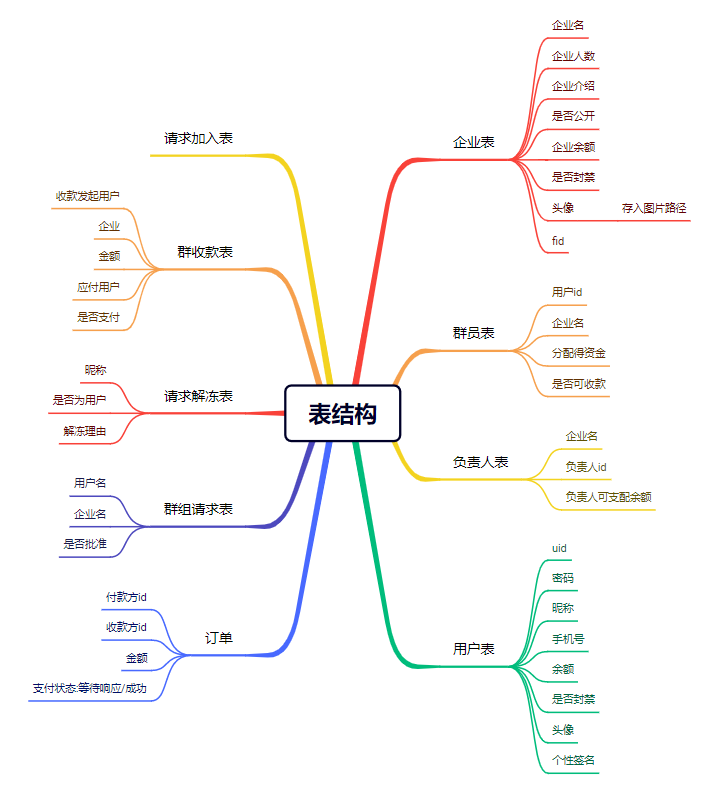 表结构
企业表
企业名
企业人数
企业介绍
是否公开
企业余额
是否封禁
头像
存入图片路径
fid
群员表
用户id
企业名
分配得资金
是否可收款
负责人表
企业名
负责人id
负责人可支配余额
用户表
uid
密码
昵称
手机号
余额
是否封禁
头像
个性签名
请求加入表
群收款表
收款发起用户
企业
金额
应付用户
是否支付
请求解冻表
昵称
是否为用户
解冻理由
群组请求表
用户名
企业名
是否批准
订单
付款方id
收款方id
金额
支付状态:等待响应/成功